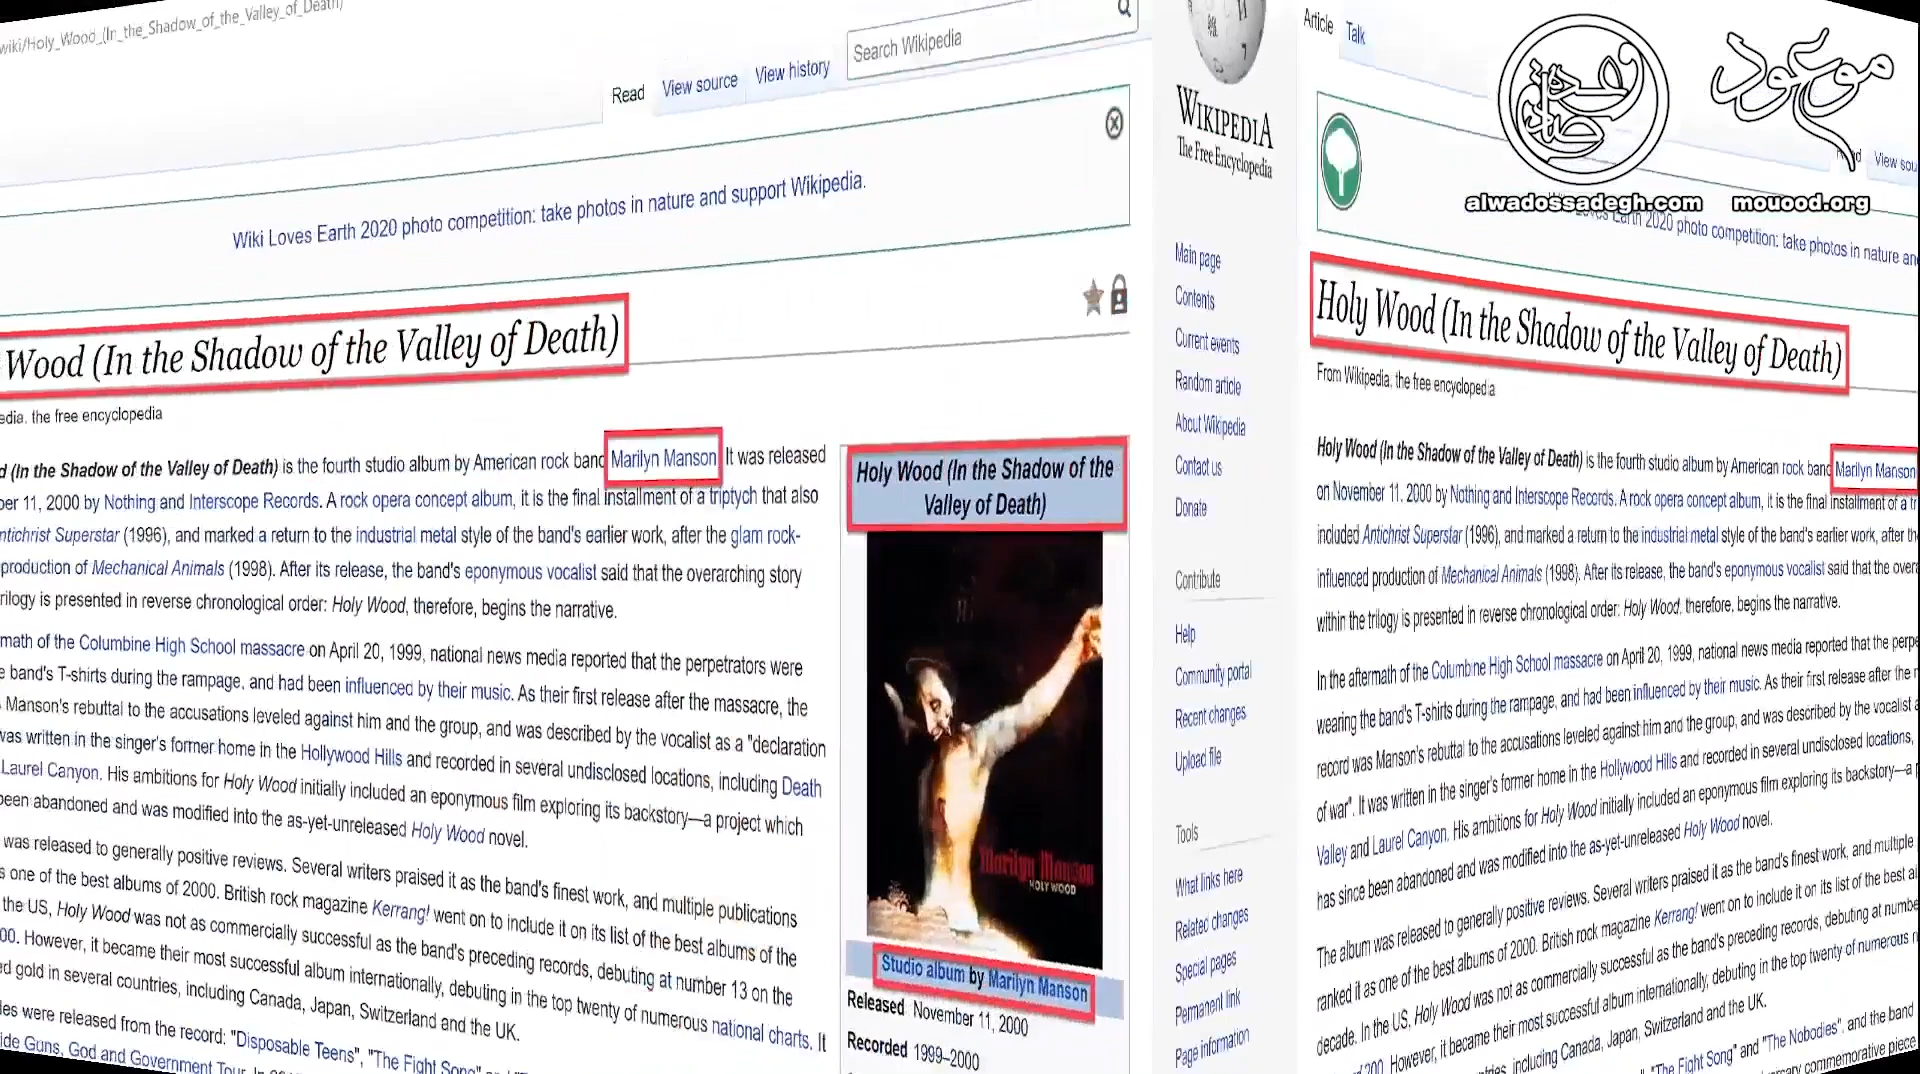 wiki/Holy_Wood_(In_the_Shadow_of_the_Valley_of_Death)
Read View source View history
Search Wikipedia
Wiki Loves Earth 2020 photo competition: take photos in nature and support Wikipedia.
Wood (In the Shadow of the Valley of Death)
edia, the free encyclopedia
d (In the Shadow of the Valley of Death) is the fourth studio album by American rock band Marilyn Manson. It was released
ber 11, 2000 by Nothing and Interscope Records. A rock opera concept album, it is the final installment of a triptych that also
ntichrist Superstar (1996), and marked a return to the industrial metal style of the band's earlier work, after the glam rock-
production of Mechanical Animals (1998). After its release, the band's eponymous vocalist said that the overarching story
rilogy is presented in reverse chronological order: Holy Wood, therefore, begins the narrative.
math of the Columbine High School massacre on April 20, 1999, national news media reported that the perpetrators were
e band's T-shirts during the rampage, and had been influenced by their music. As their first release after the massacre, the
Manson's rebuttal to the accusations leveled against him and the group, and was described by the vocalist as a "declaration
was written in the singer's former home in the Hollywood Hills and recorded in several undisclosed locations, including Death
Laurel Canyon. His ambitions for Holy Wood initially included an eponymous film exploring its backstory—a project which
been abandoned and was modified into the as-yet-unreleased Holy Wood novel.
was released to generally positive reviews. Several writers praised it as the band's finest work, and multiple publications
s one of the best albums of 2000. British rock magazine Kerrang! went on to include it on its list of the best albums of the
the US, Holy Wood was not as commercially successful as the band's preceding records, debuting at number 13 on the
00. However, it became their most successful album internationally, debuting in the top twenty of numerous national charts. It
d gold in several countries, including Canada, Japan, Switzerland and the UK.
les were released from the record: "Disposable Teens", "The Fight Song"
ide Guns, God and Government Tour.
Holy Wood (In the Shadow of the
Valley of Death)
Marilyn Manson
HOLY WOOD
Studio album by Marilyn Manson
Released November 11, 2000
Recorded 1999–2000
WIKIPEDIA
The Free Encyclopedia
Main page
Contents
Current events
Random article
About Wikipedia
Contact us
Donate
Contribute
Help
Community portal
Recent changes
Upload file
Tools
What links here
Related changes
Special pages
Permanent link
Page information
Article Talk
موعود
alwadossadegh.com mouood.org
View sou
Loves Earth 2020 photo competition: take photos in nature an
Holy Wood (In the Shadow of the Valley of Death)
From Wikipedia, the free encyclopedia
Holy Wood (In the Shadow of the Valley of Death) is the fourth studio album by American rock band Marilyn Manson
on November 11, 2000 by Nothing and Interscope Records. A rock opera concept album, it is the final installment of a tr
included Antichrist Superstar (1996), and marked a return to the industrial metal style of the band's earlier work, after th
influenced production of Mechanical Animals (1998). After its release, the band's eponymous vocalist said that the overa
within the trilogy is presented in reverse chronological order: Holy Wood, therefore, begins the narrative.
In the aftermath of the Columbine High School massacre on April 20, 1999, national news media reported that the perpe
wearing the band's T-shirts during the rampage, and had been influenced by their music. As their first release after the m
record was Manson's rebuttal to the accusations leveled against him and the group, and was described by the vocalist a
of war". It was written in the singer's former home in the Hollywood Hills and recorded in several undisclosed locations,
Valley and Laurel Canyon. His ambitions for Holy Wood initially included an eponymous film exploring its backstory—a p
has since been abandoned and was modified into the as-yet-unreleased Holy Wood novel.
The album was released to generally positive reviews. Several writers praised it as the band's finest work, and multiple
ranked it as one of the best albums of 2000. British rock magazine Kerrang! went on to include it on its list of the best al
decade. In the US, Holy Wood was not as commercially successful as the band's preceding records, debuting at numbe
200. However, it became their most successful album internationally, debuting in the top twenty of numerous n
including Canada, Japan, Switzerland and the UK.
"The Fight Song" and "The Nobodies", and the band
commemorative piece